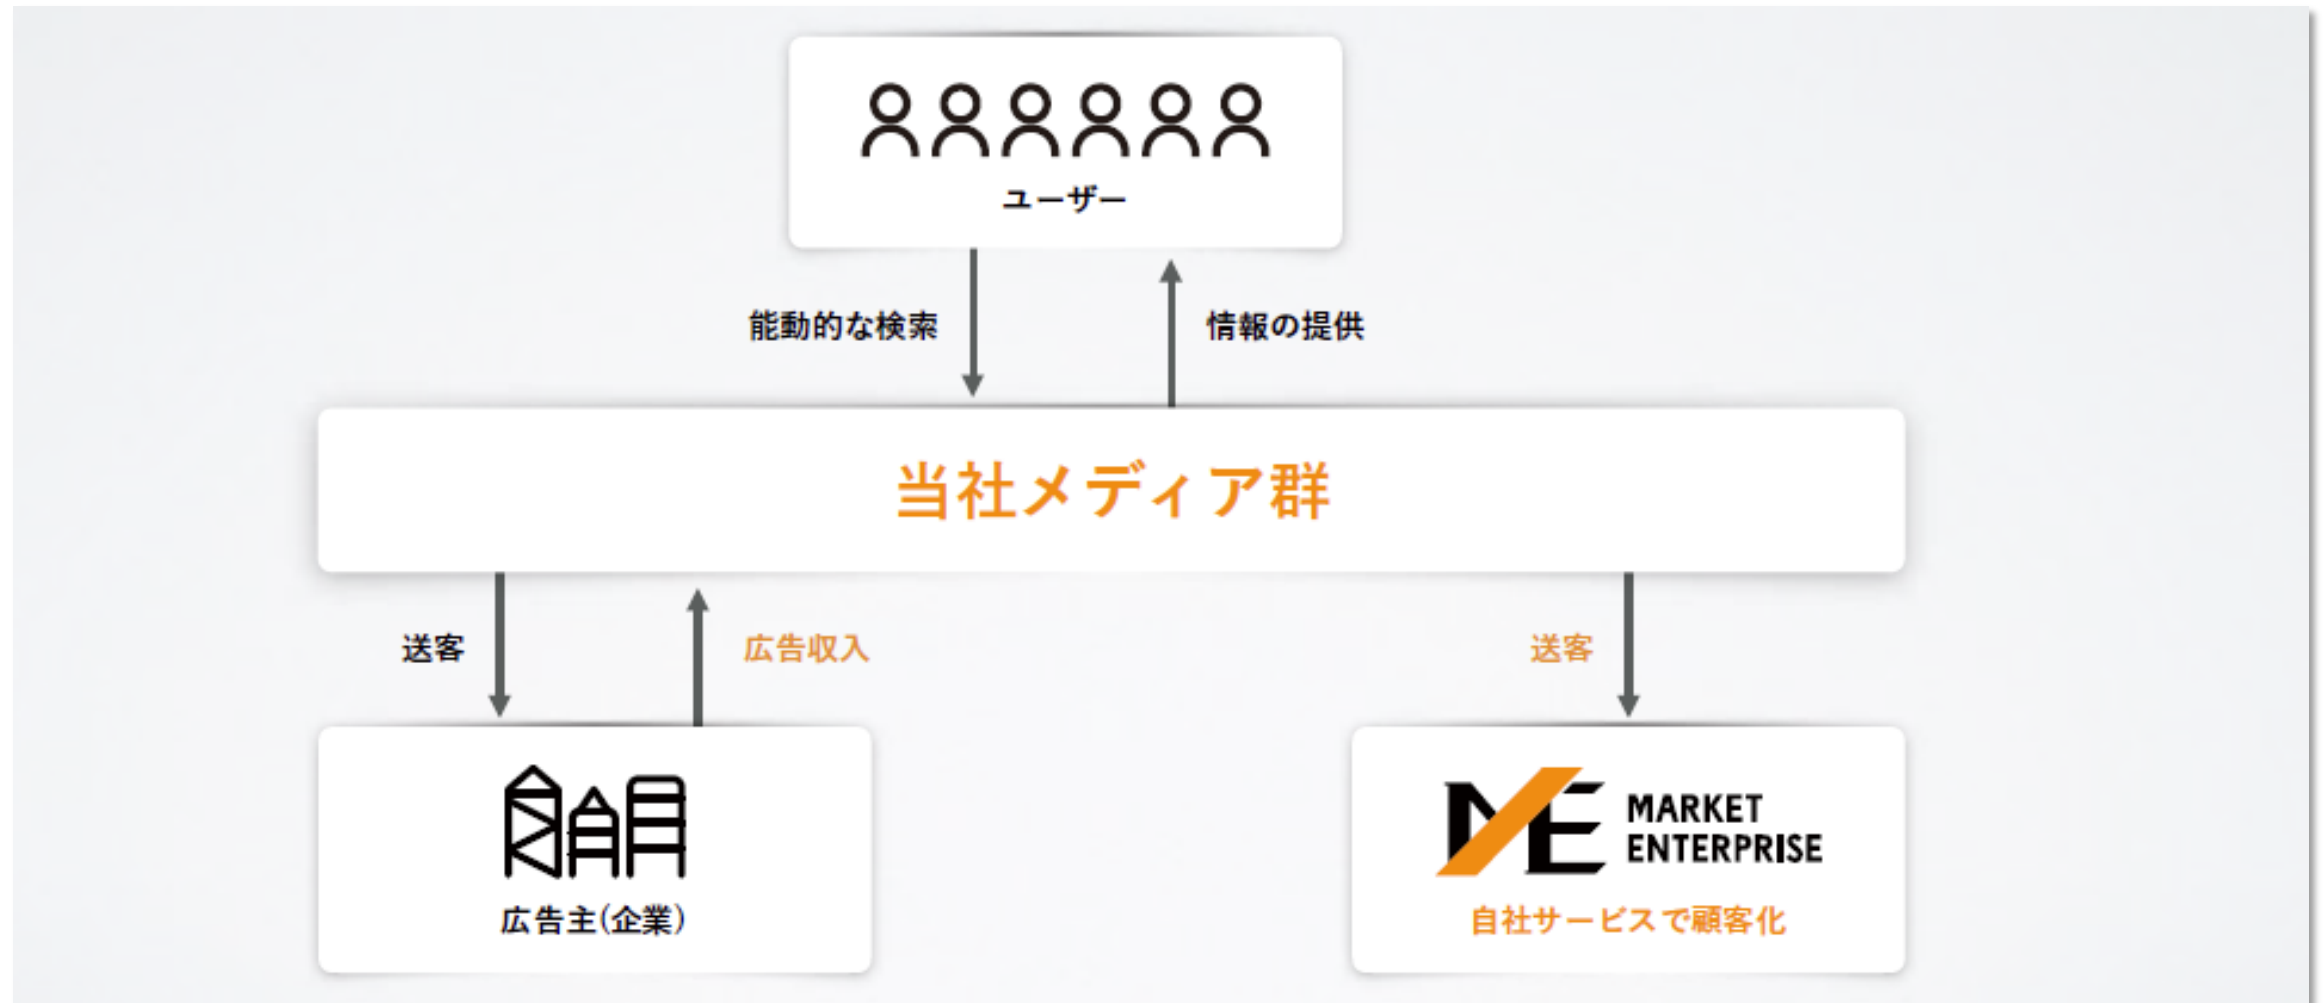 ユーザー
能動的な検索
情報の提供
当社メディア群
送客
広告収入
送客
広告主(企業)
ME
MARKET
ENTERPRISE
自社サービスで顧客化